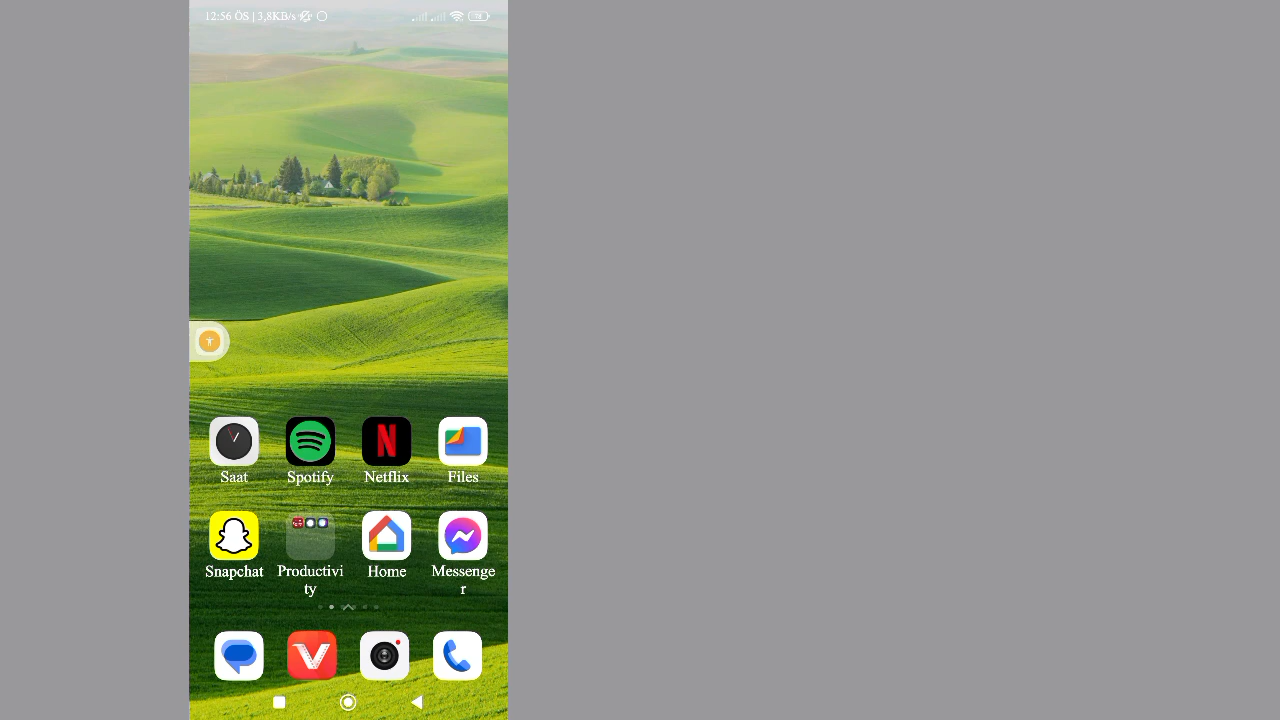 12:56 ÖS | 3,8KB/s
Saat
Spotify
Netflix
Files
Snapchat
Productivi
ty
Home
Messenge
r